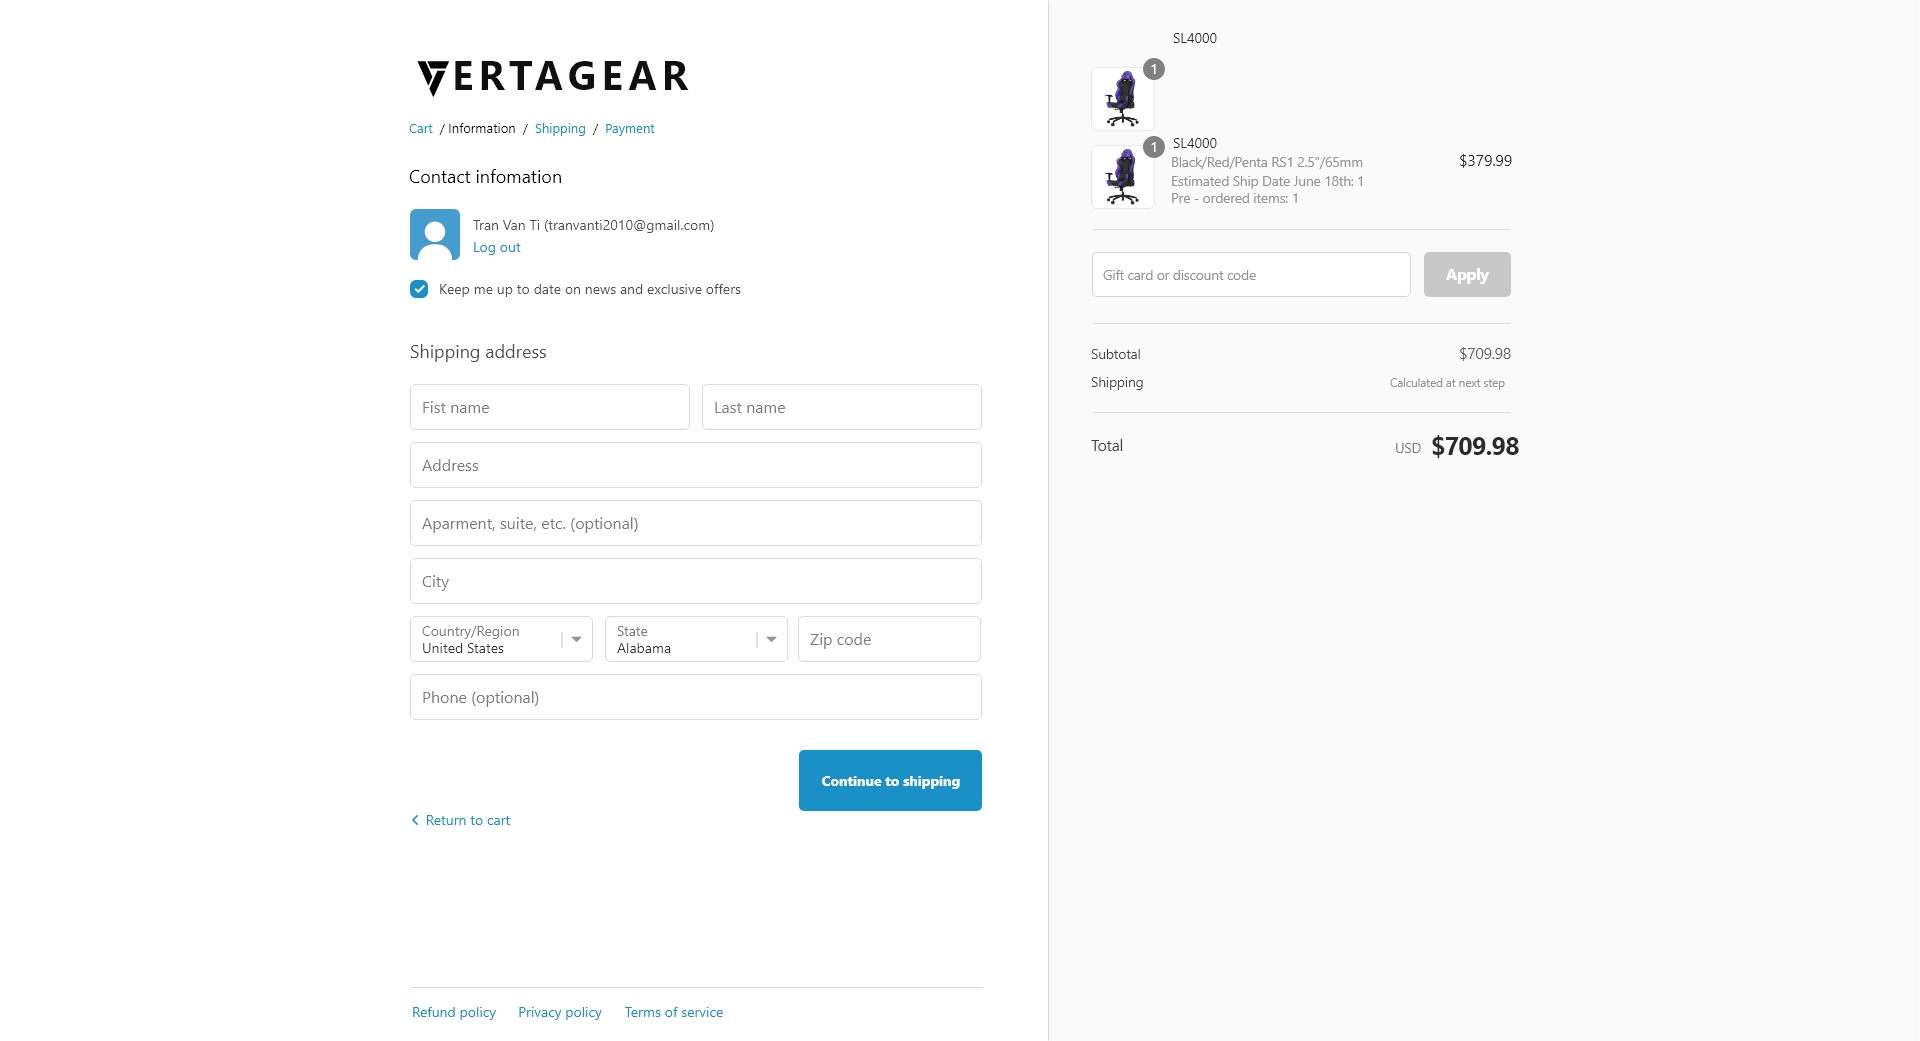 VERTAGEAR
Cart / Information / Shipping / Payment
Contact infomation
Tran Van Ti (tranvanti2010@gmail.com)
Log out
Keep me up to date on news and exclusive offers
Shipping address
Fist name
Last name
Address
Aparment, suite, etc. (optional)
City
Country/Region
United States
State
Alabama
Zip code
Phone (optional)
Continue to shipping
Return to cart
Refund policy
Privacy policy
Terms of service
SL4000
1
1
SL4000
Black/Red/Penta RS1 2.5"/65mm
Estimated Ship Date June 18th: 1
Pre - ordered items: 1
$379.99
Gift card or discount code
Apply
Subtotal
$709.98
Shipping
Calculated at next step
Total
USD $709.98